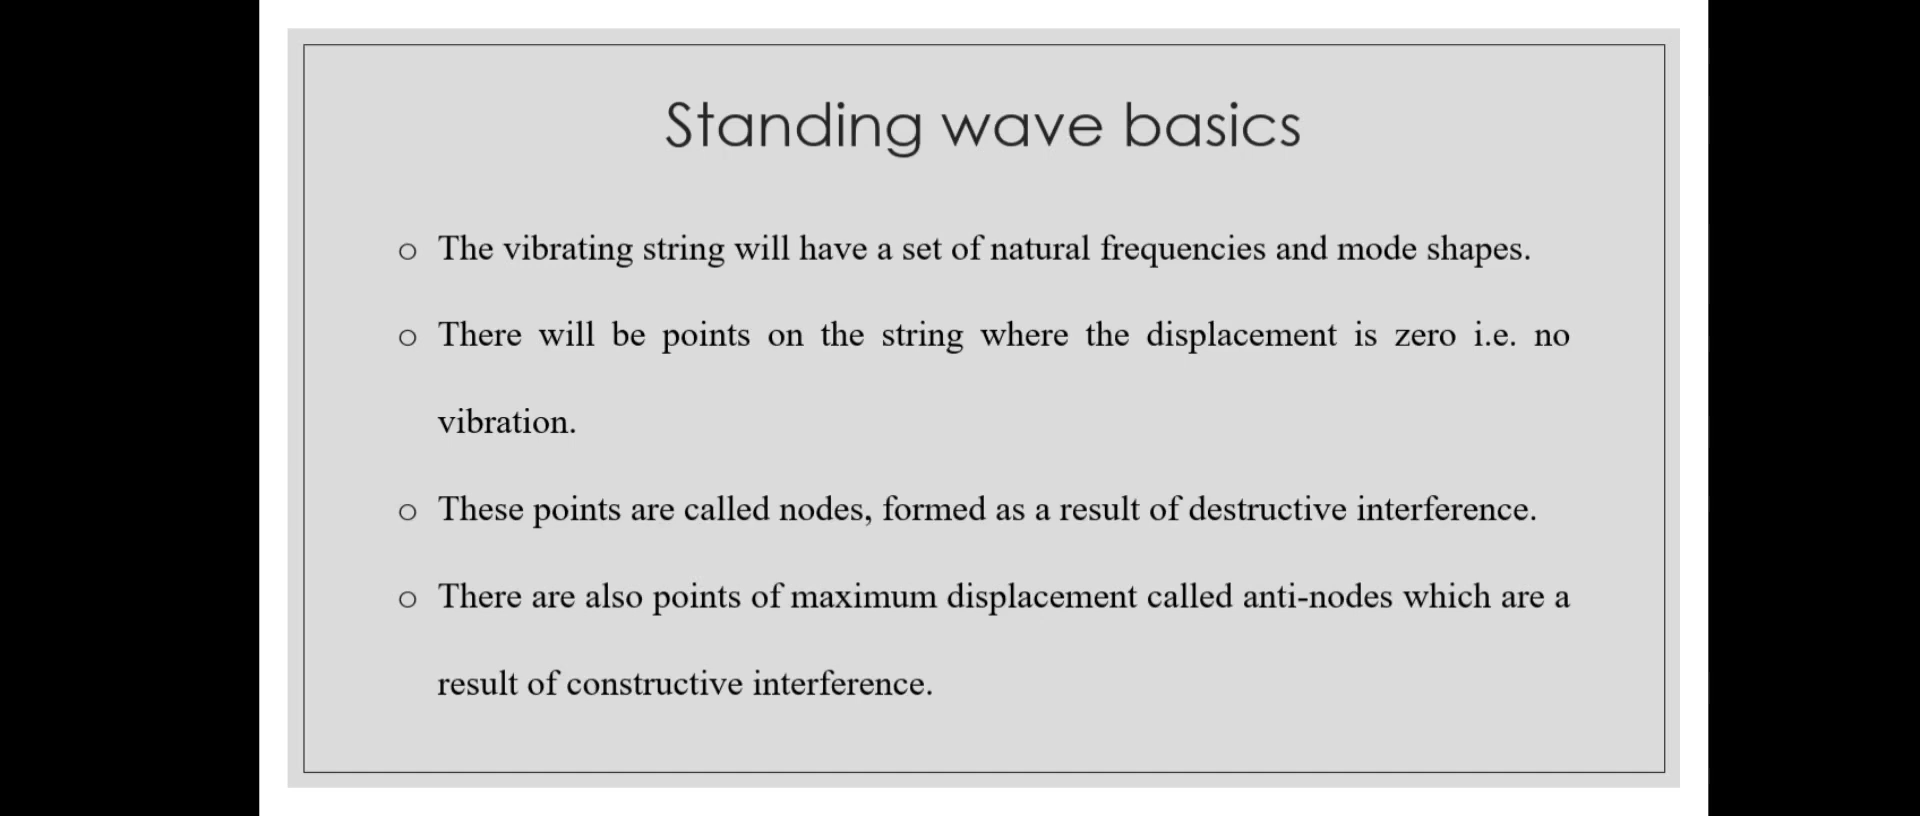 Standing wave basics
○ The vibrating string will have a set of natural frequencies and mode shapes.
○ There will be points on the string where the displacement is zero i.e. no
vibration.
○ These points are called nodes, formed as a result of destructive interference.
○ There are also points of maximum displacement called anti-nodes which are a
result of constructive interference.